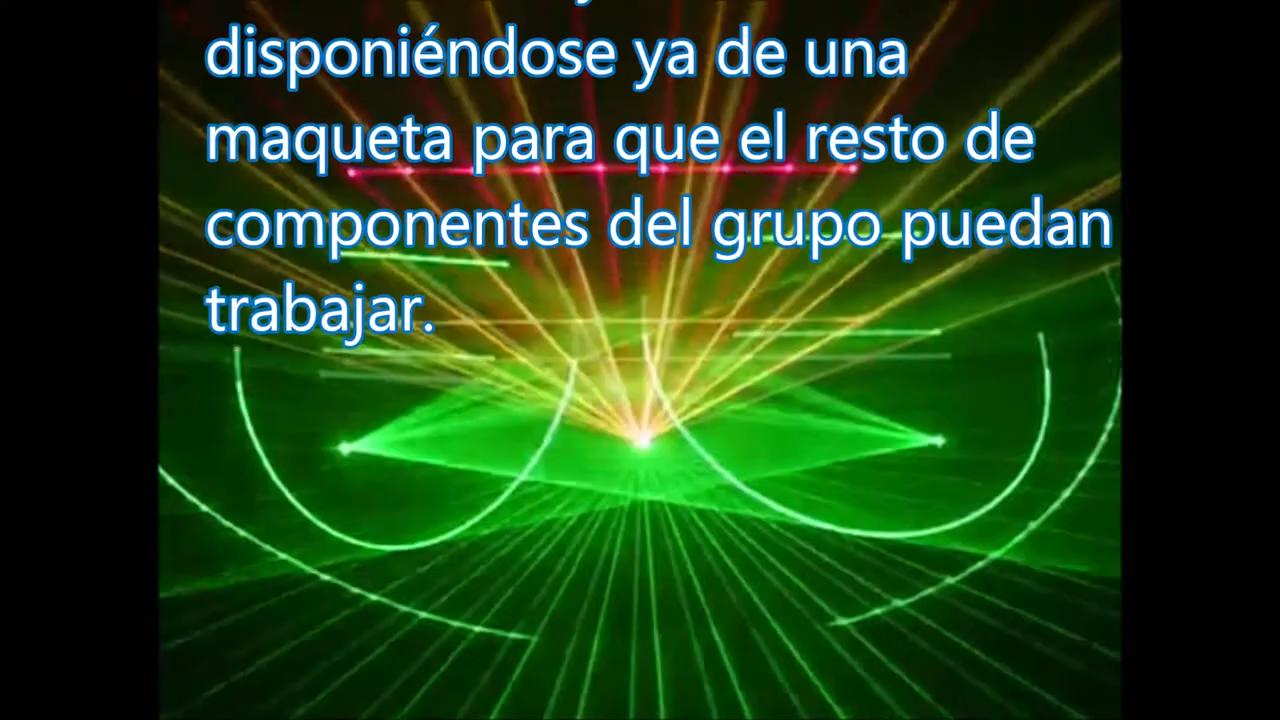 disponiéndose ya de una
maqueta para que el resto de
componentes del grupo puedan
trabajar.